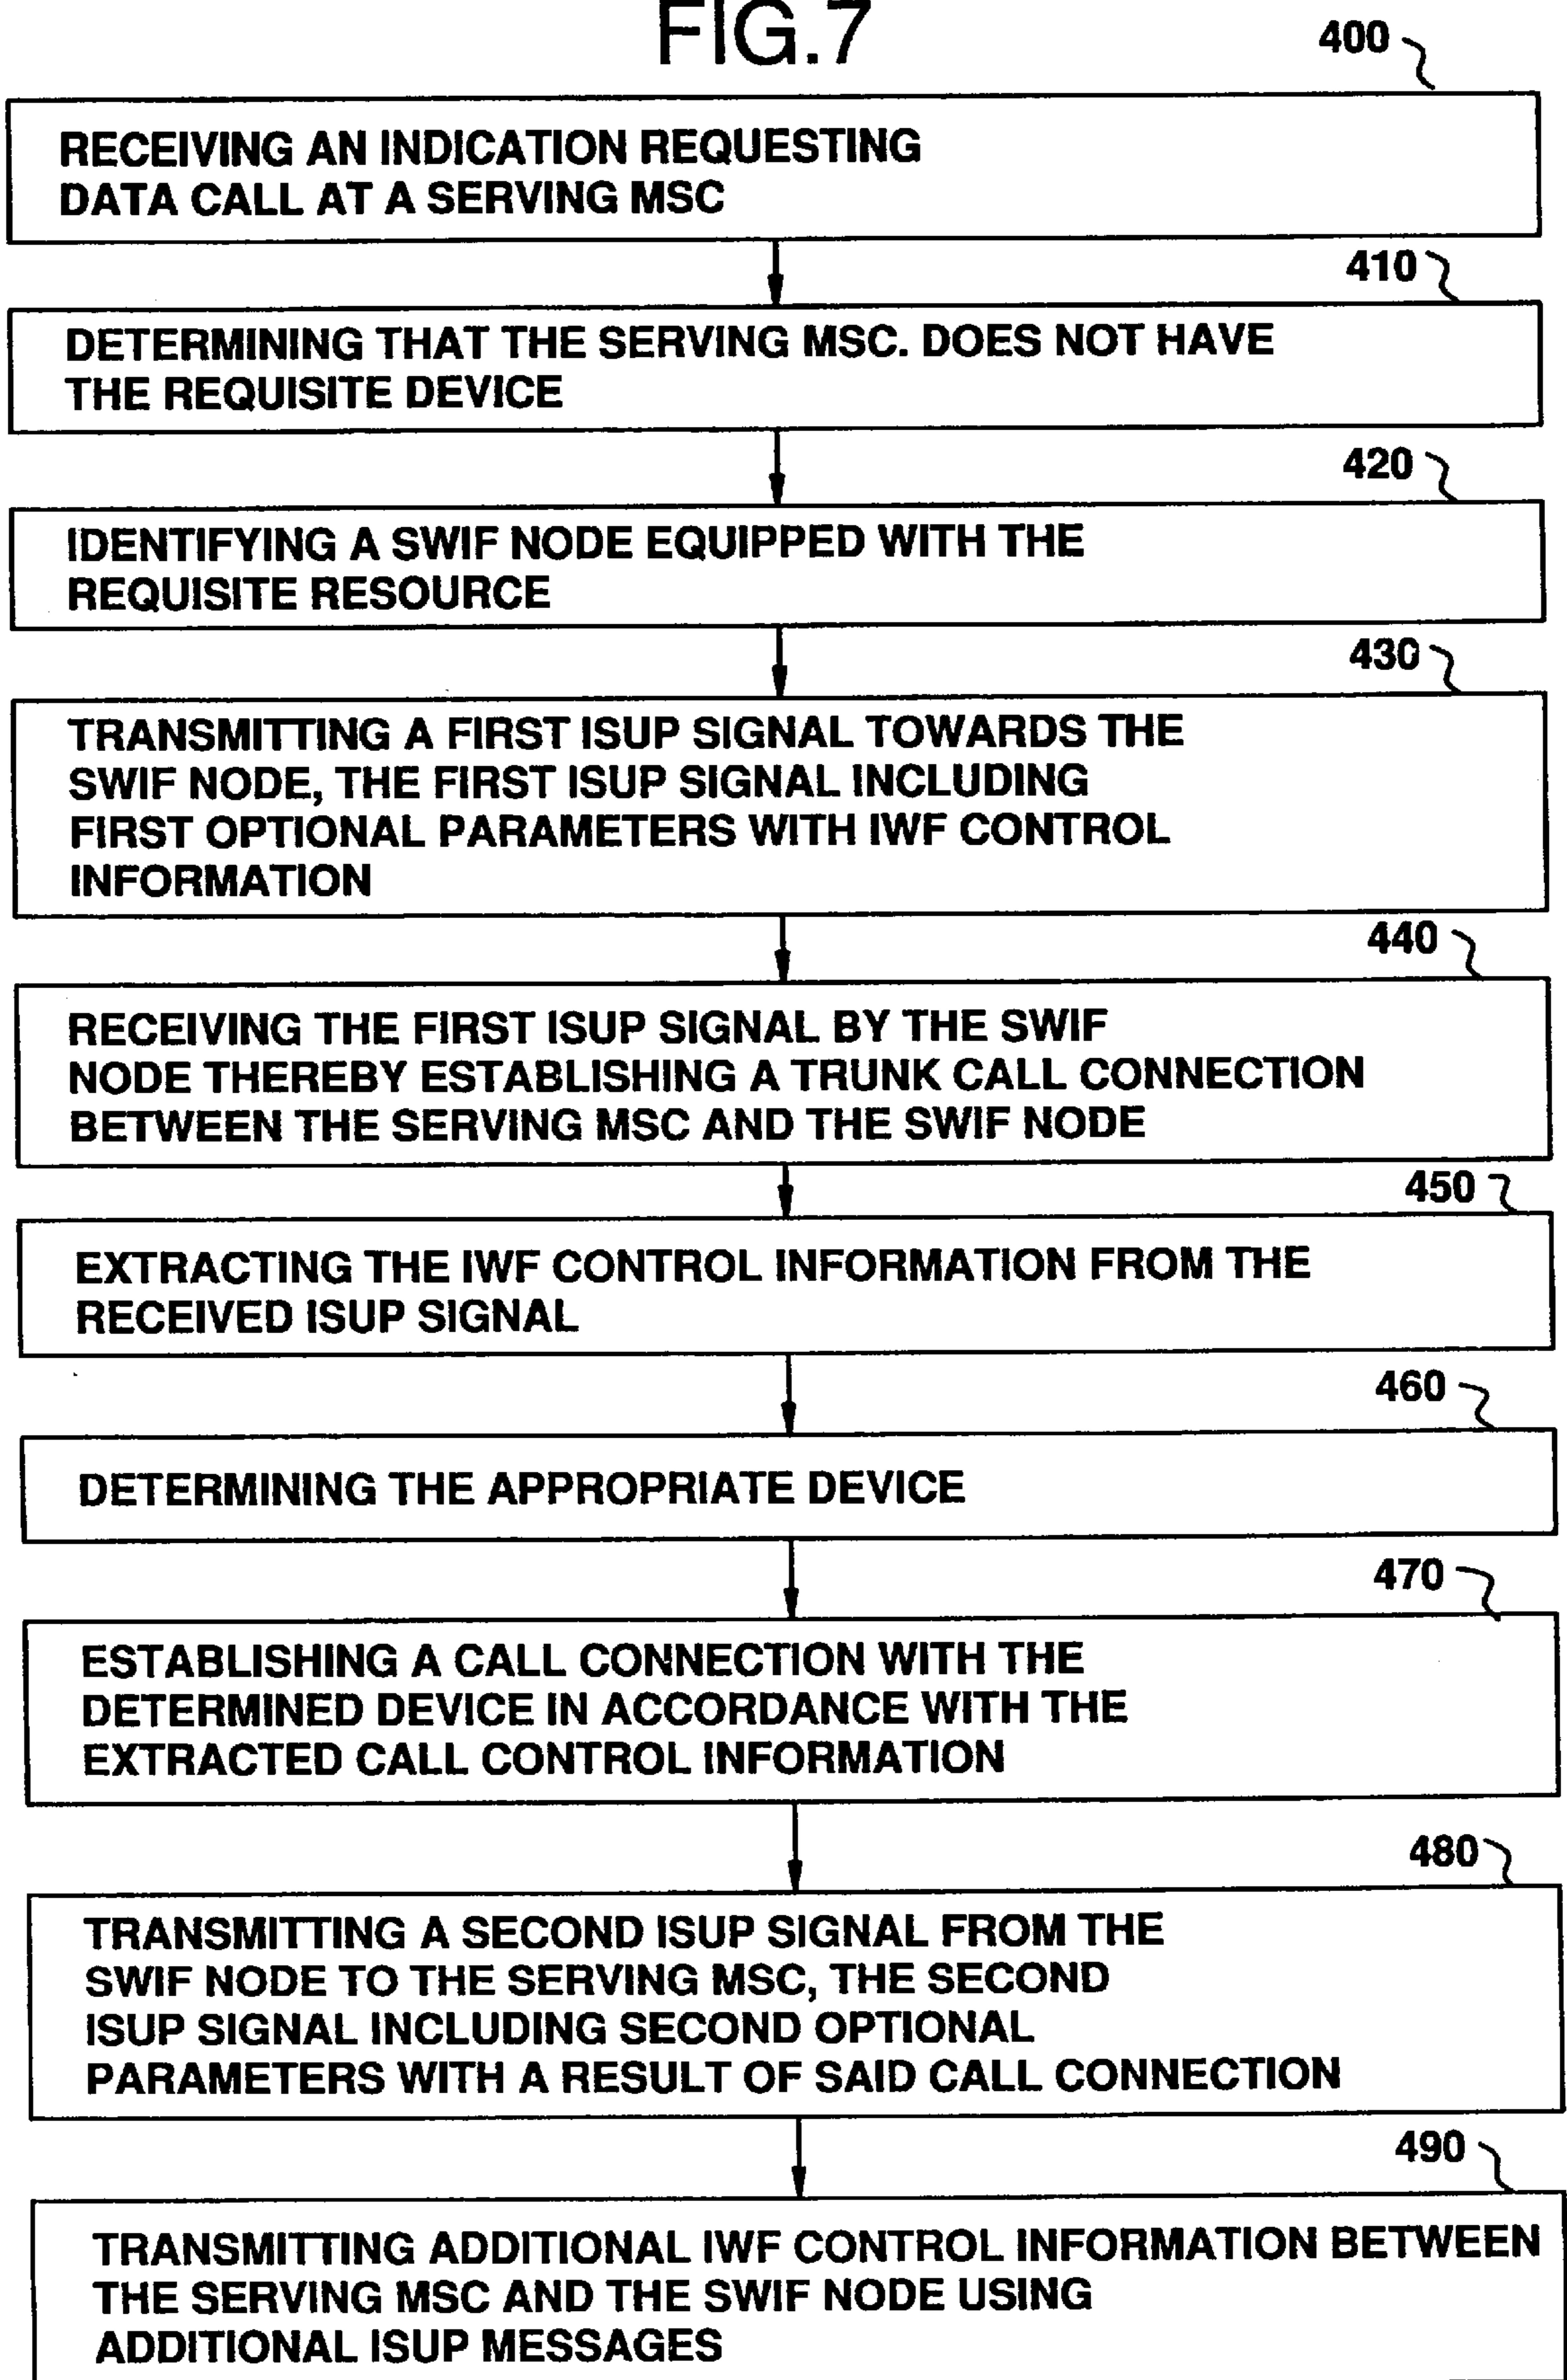 FIG.7
400
RECEIVING AN INDICATION REQUESTING
DATA CALL AT A SERVING MSC
410
DETERMINING THAT THE SERVING MSC. DOES NOT HAVE
THE REQUISITE DEVICE
420
IDENTIFYING A SWIF NODE EQUIPPED WITH THE
REQUISITE RESOURCE
430
TRANSMITTING A FIRST ISUP SIGNAL TOWARDS THE
SWIF NODE, THE FIRST ISUP SIGNAL INCLUDING
FIRST OPTIONAL PARAMETERS WITH IWF CONTROL
INFORMATION
440
RECEIVING THE FIRST ISUP SIGNAL BY THE SWIF
NODE THEREBY ESTABLISHING A TRUNK CALL CONNECTION
BETWEEN THE SERVING MSC AND THE SWIF NODE
450
EXTRACTING THE IWF CONTROL INFORMATION FROM THE
RECEIVED ISUP SIGNAL
460
DETERMINING THE APPROPRIATE DEVICE
470
ESTABLISHING A CALL CONNECTION WITH THE
DETERMINED DEVICE IN ACCORDANCE WITH THE
EXTRACTED CALL CONTROL INFORMATION
480
TRANSMITTING A SECOND ISUP SIGNAL FROM THE
SWIF NODE TO THE SERVING MSC, THE SECOND
ISUP SIGNAL INCLUDING SECOND OPTIONAL
PARAMETERS WITH A RESULT OF SAID CALL CONNECTION
490
TRANSMITTING ADDITIONAL IWF CONTROL INFORMATION BETWEEN
THE SERVING MSC AND THE SWIF NODE USING
ADDITIONAL ISUP MESSAGES